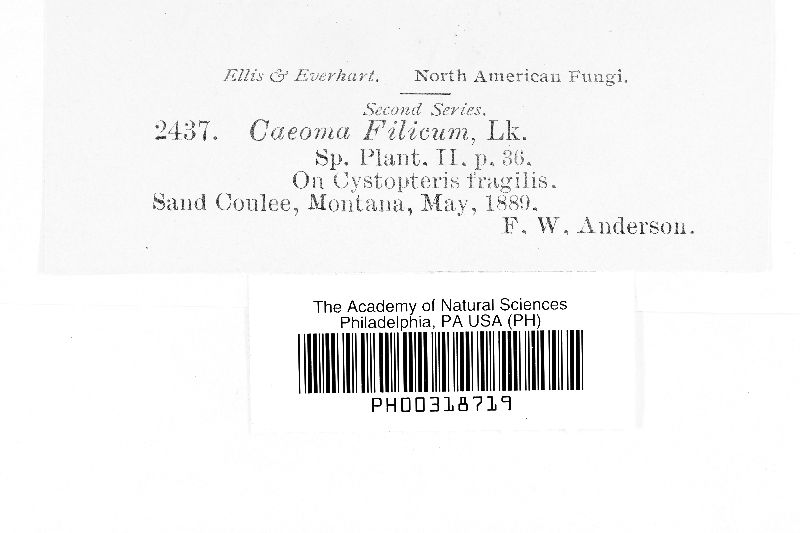 Ellis & Everhart. North American Fungi.
Second Series.
2437. Caeoma Filicum, Lk.
Sp. Plant. II. p. 36.
On Cystopteris fragilis.
Sand Coulee, Montana, May, 1889.
F. W. Anderson.
The Academy of Natural Sciences
Philadelphia, PA USA (PH)
PH00318719